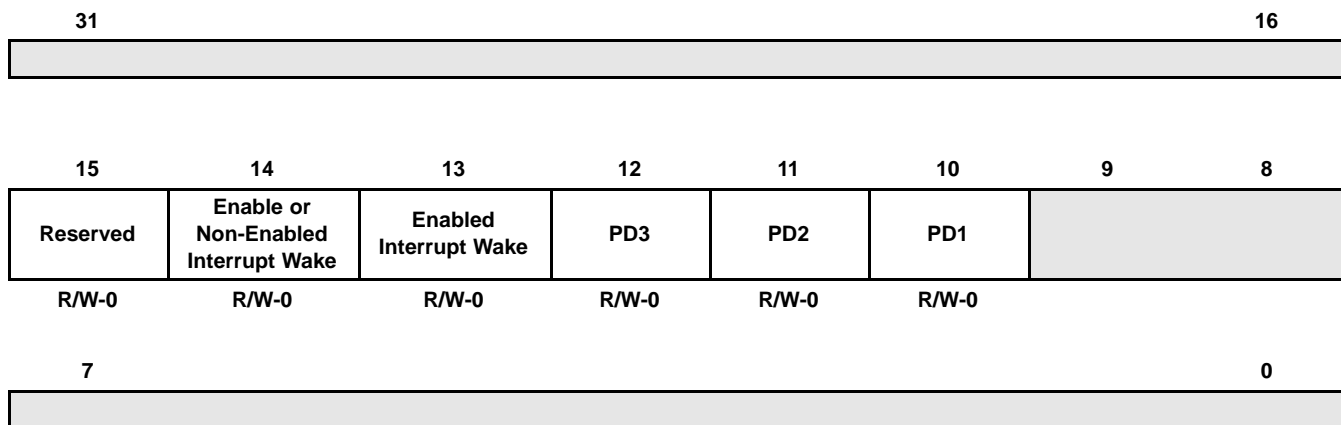 31 16
15 14 13 12 11 10 9 8
Reserved
Enable or
Non-Enabled
Interrupt Wake
Enabled
Interrupt Wake
PD3
PD2
PD1
R/W-0 R/W-0 R/W-0 R/W-0 R/W-0 R/W-0
7 0